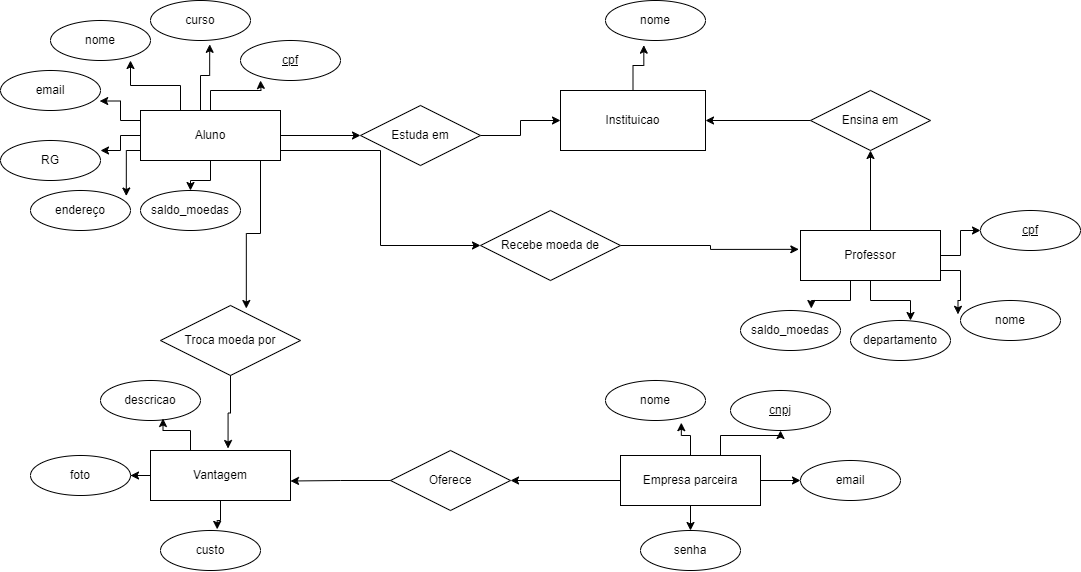 curso
nome
nome
cpf
email
Aluno
Estuda em
Instituicao
Ensina em
RG
endereço
saldo_moedas
cpf
Recebe moeda de
Professor
nome
saldo_moedas
departamento
Troca moeda por
descricao
nome
cnpj
foto
Vantagem
Oferece
Empresa parceira
email
custo
senha